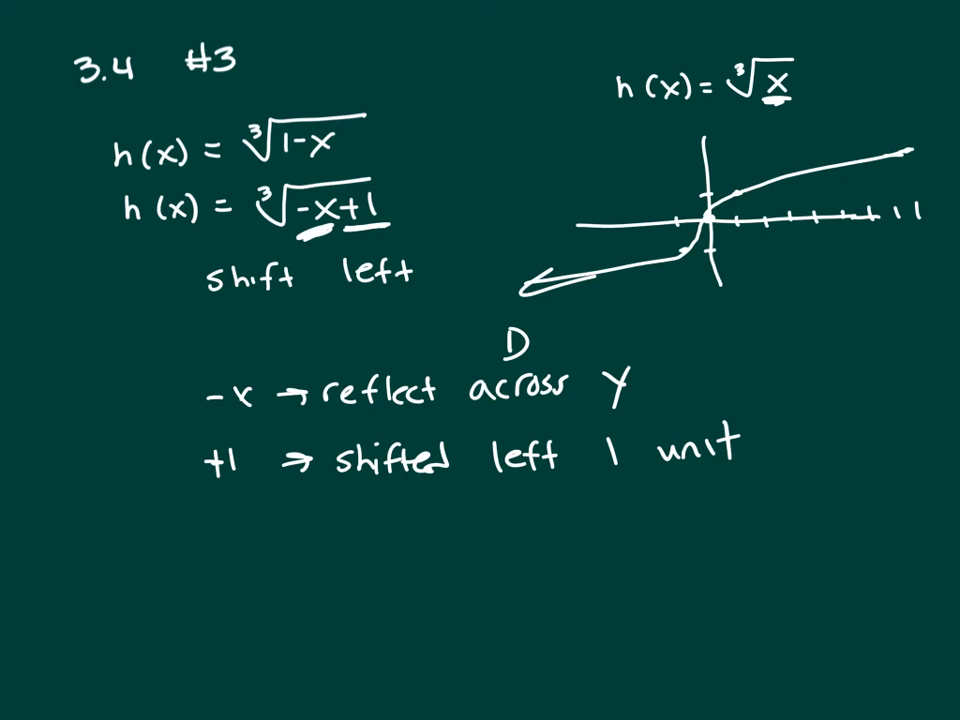 3.4 #3
h(x) = ∛x
h(x) = ∛1-x
h(x) = ∛-x+1
shift left
D
-x → reflect across y
+1 → shifted left 1 unit